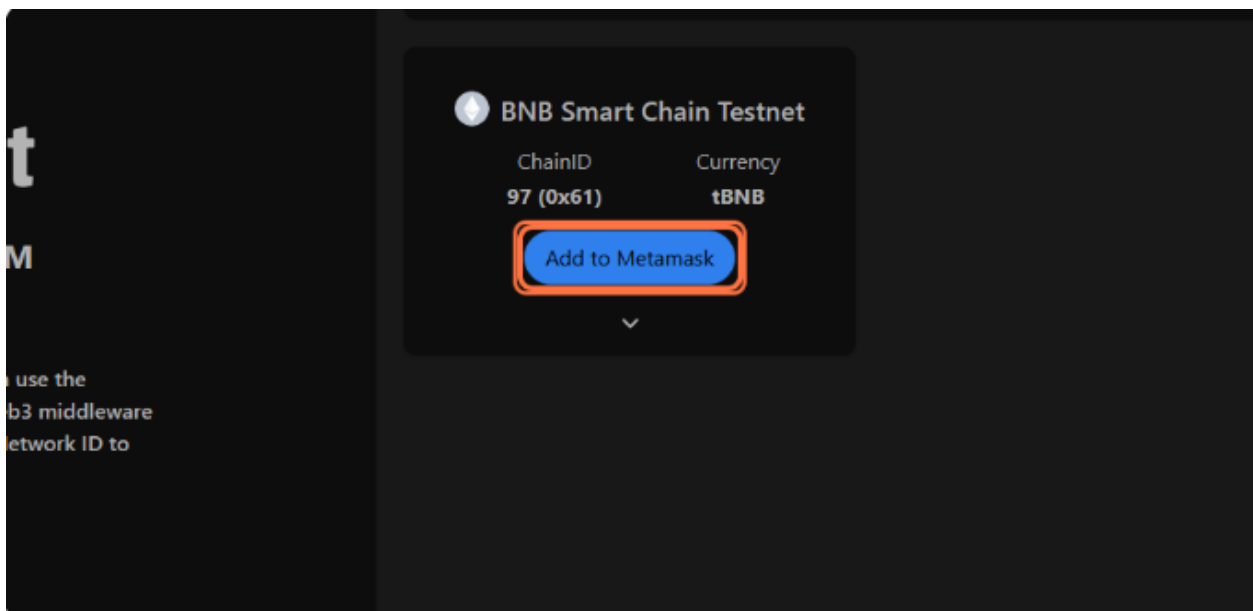 t
M
use the
b3 middleware
etwork ID to
BNB Smart Chain Testnet
ChainID Currency
97 (0x61) tBNB
Add to Metamask